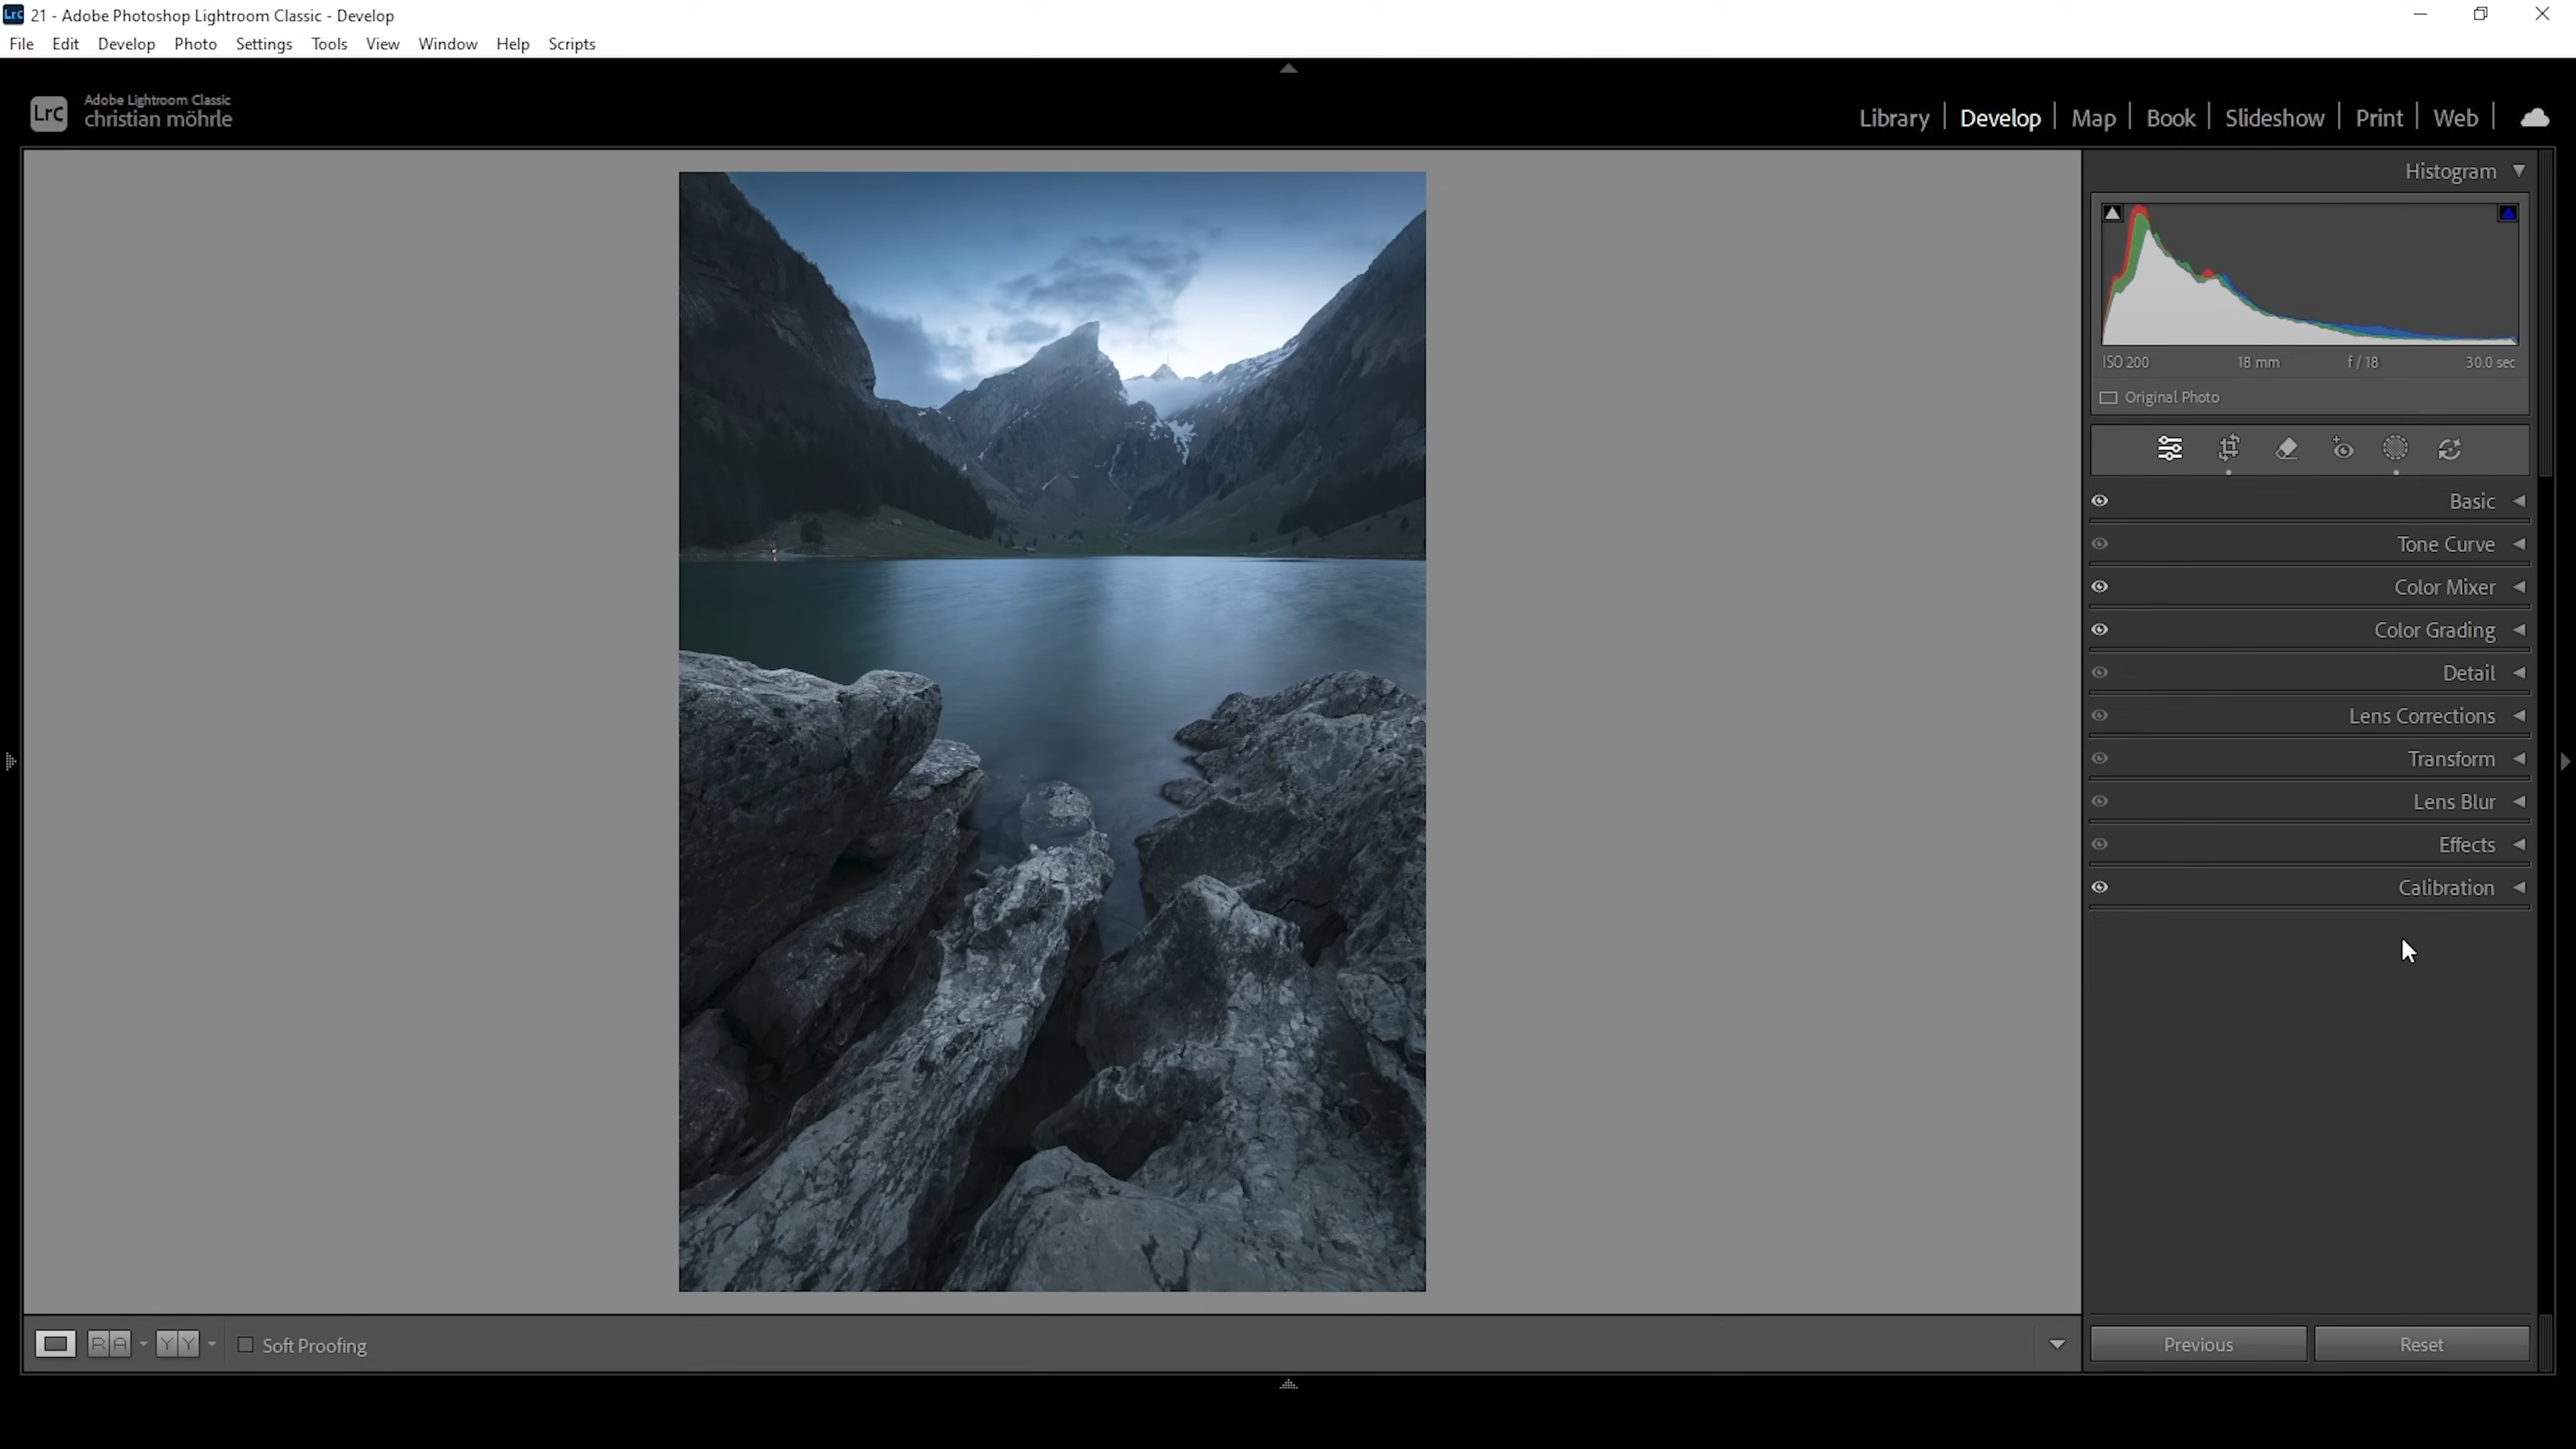 Lrc 21 - Adobe Photoshop Lightroom Classic - Develop
File Edit Develop Photo Settings Tools View Window Help Scripts
Lrc Adobe Lightroom Classic
christian möhrle
Library | Develop | Map | Book | Slideshow | Print | Web |
Histogram
ISO 200 18 mm f / 18 30.0 sec
Original Photo
Basic
Tone Curve
Color Mixer
Color Grading
Detail
Lens Corrections
Transform
Lens Blur
Effects
Calibration
R A Y Y Soft Proofing
Previous Reset